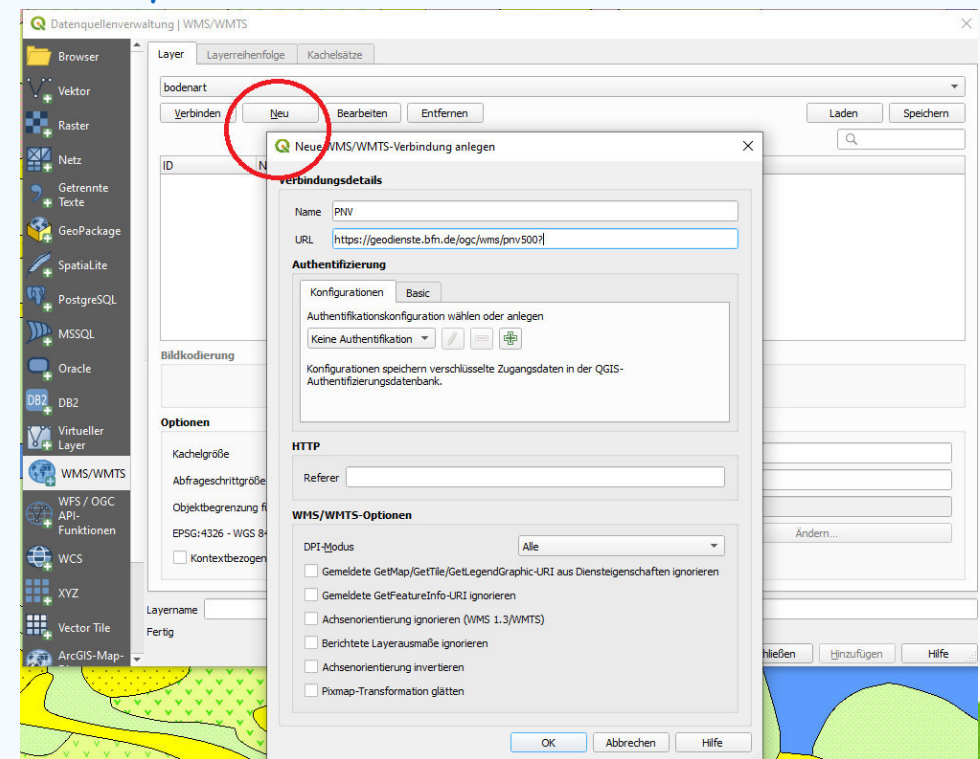 Datenquellenverwaltung | WMS/WMTS
Browser
Vektor
Raster
Netz
Getrennte
Texte
GeoPackage
SpatiaLite
PostgreSQL
MSSQL
Oracle
DB2
DB2
Virtueller
Layer
WMS/WMTS
WFS / OGC
API-
Funktionen
WCS
XYZ
Vector Tile
ArcGIS-Map-
Layer
Layerreihenfolge
Kachelsätze
bodenart
Verbinden
Neu
Bearbeiten
Entfernen
Laden
Speichern
ID
N
Bildkodierung
Optionen
Kachelgröße
Abfrageschrittgröße
Objektbegrenzung f
EPSG:4326 - WGS 84
Ändern...
Kontextbezogen
Layername
Fertig
hließen
Hinzufügen
Hilfe
Neue WMS/WMTS-Verbindung anlegen
Verbindungsdetails
Name PNV
URL https://geodienste.bfn.de/ogc/wms/pnv500?
Authentifizierung
Konfigurationen
Basic
Authentifikationskonfiguration wählen oder anlegen
Keine Authentifikation
Konfigurationen speichern verschlüsselte Zugangsdaten in der QGIS-
Authentifizierungsdatenbank.
HTTP
Referer
WMS/WMTS-Optionen
DPI-Modus Alle
Gemeldete GetMap/GetTile/GetLegendGraphic-URI aus Diensteigenschaften ignorieren
Gemeldete GetFeatureInfo-URI ignorieren
Achsenorientierung ignorieren (WMS 1.3/WMTS)
Berichtete Layerausmaße ignorieren
Achsenorientierung invertieren
Pixmap-Transformation glätten
OK
Abbrechen
Hilfe